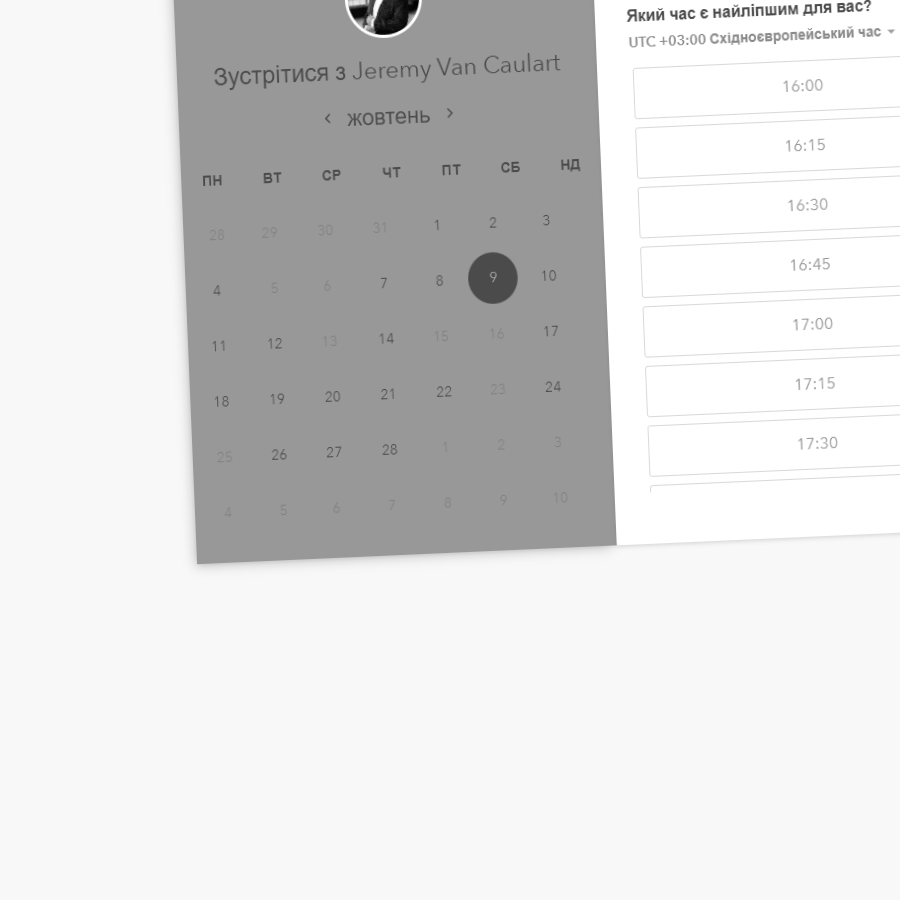 Зустрітися з Jeremy Van Caulart
жовтень
ПН ВТ СР ЧТ ПТ СБ НД
28 29 30 31 1 2 3
4 5 6 7 8 9 10
11 12 13 14 15 16 17
18 19 20 21 22 23 24
25 26 27 28 1 2 3
4 5 6 7 8 9 10
Який час є найліпшим для вас?
UTC +03:00 Східноєвропейський час
16:00
16:15
16:30
16:45
17:00
17:15
17:30